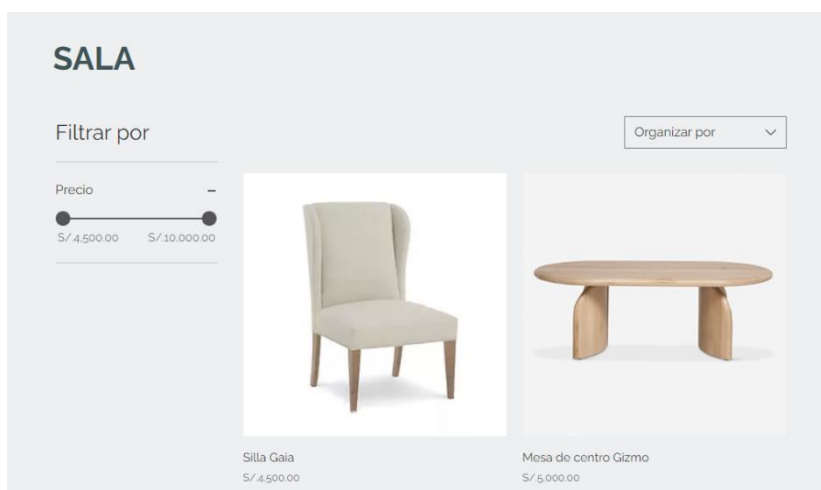 SALA
Filtrar por
Organizar por
Precio
S/.4,500.00 S/.10,000.00
Silla Gaia
Mesa de centro Gizmo
S/.4,500.00
S/.5,000.00